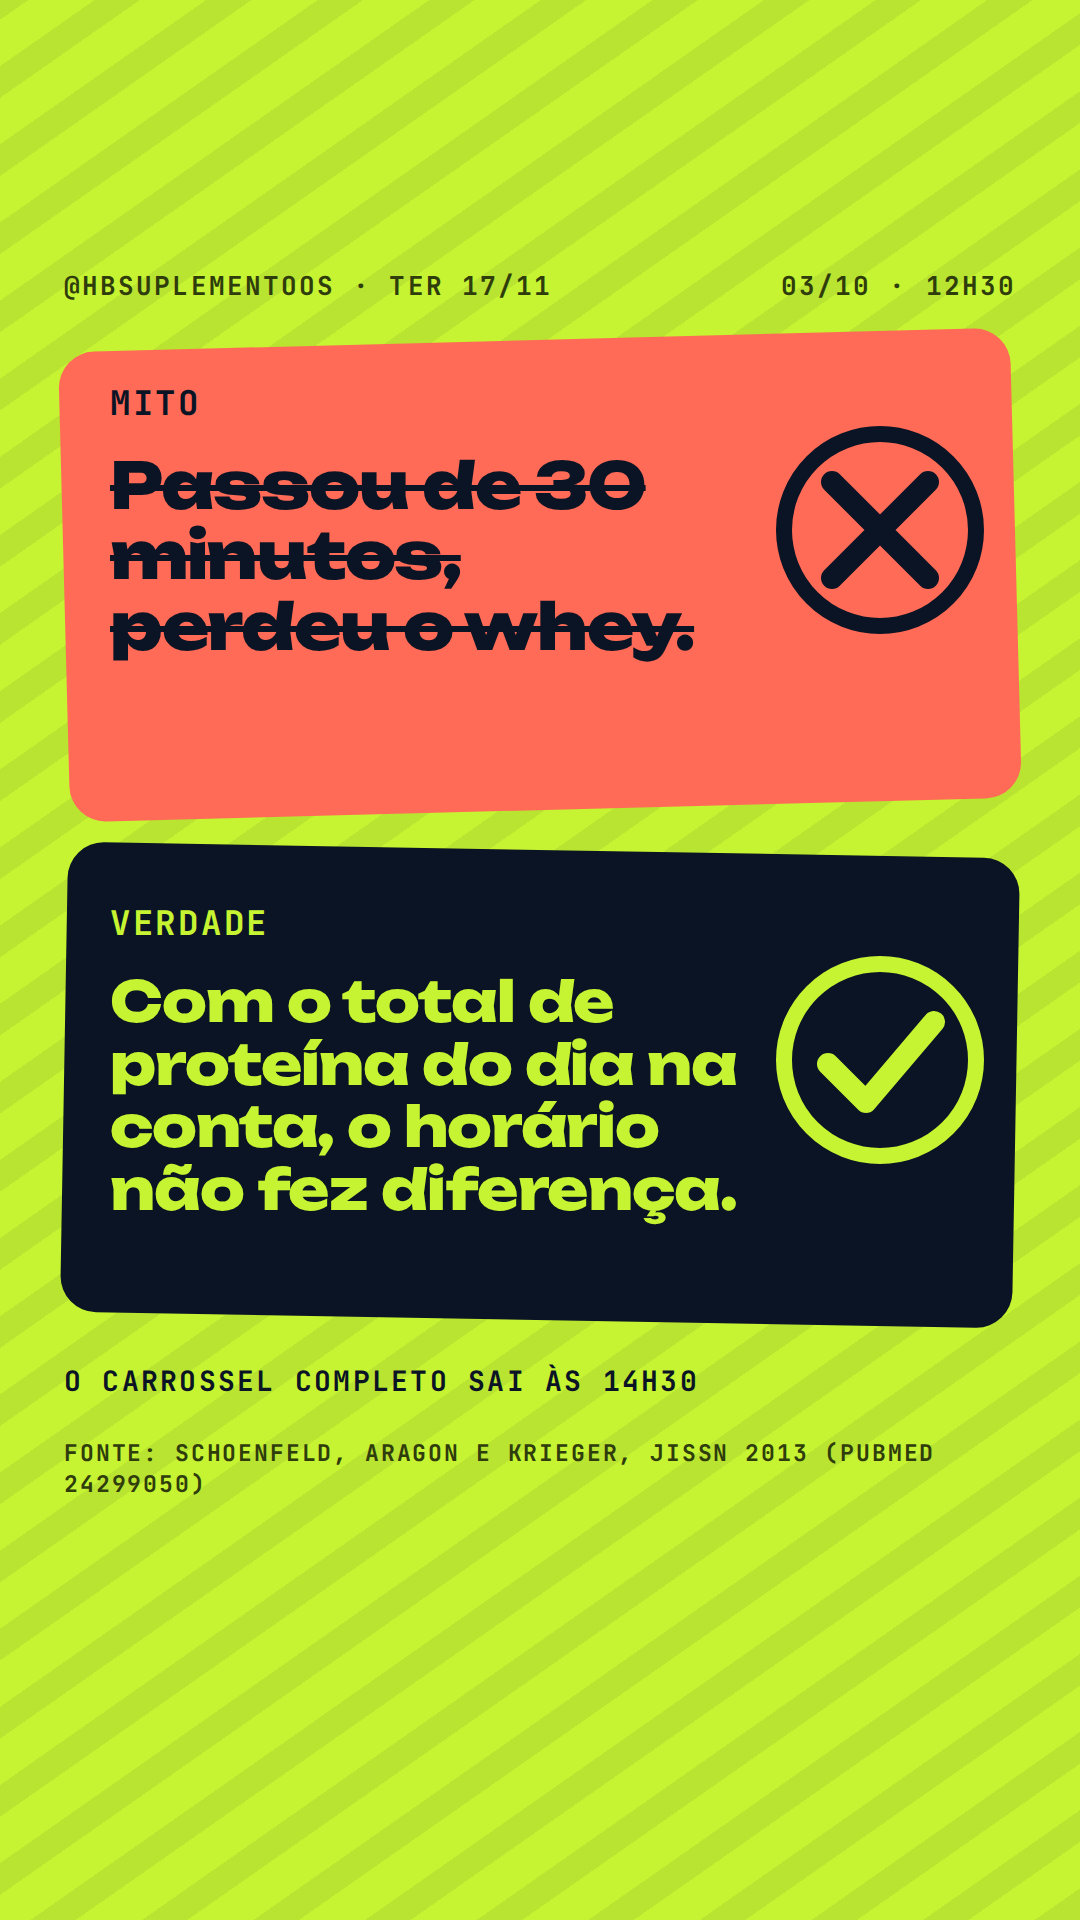 @HBSUPLEMENTOOS · TER 17/11
03/10 · 12H30
MITO
Passou de 30
minutos,
perdeu o whey.
VERDADE
Com o total de
proteína do dia na
conta, o horário
não fez diferença.
O CARROSSEL COMPLETO SAI ÀS 14H30
FONTE: SCHOENFELD, ARAGON E KRIEGER, JISSN 2013 (PUBMED
24299050)